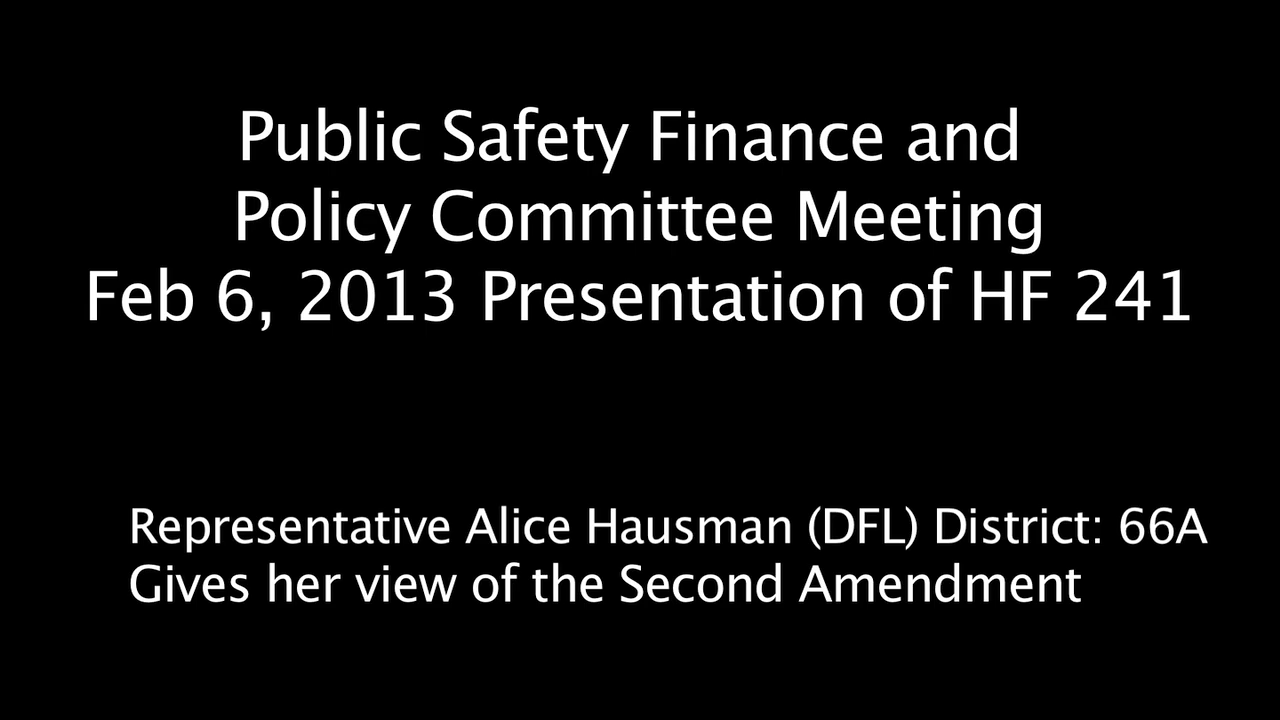 Public Safety Finance and
Policy Committee Meeting
Feb 6, 2013 Presentation of HF 241
Representative Alice Hausman (DFL) District: 66A
Gives her view of the Second Amendment